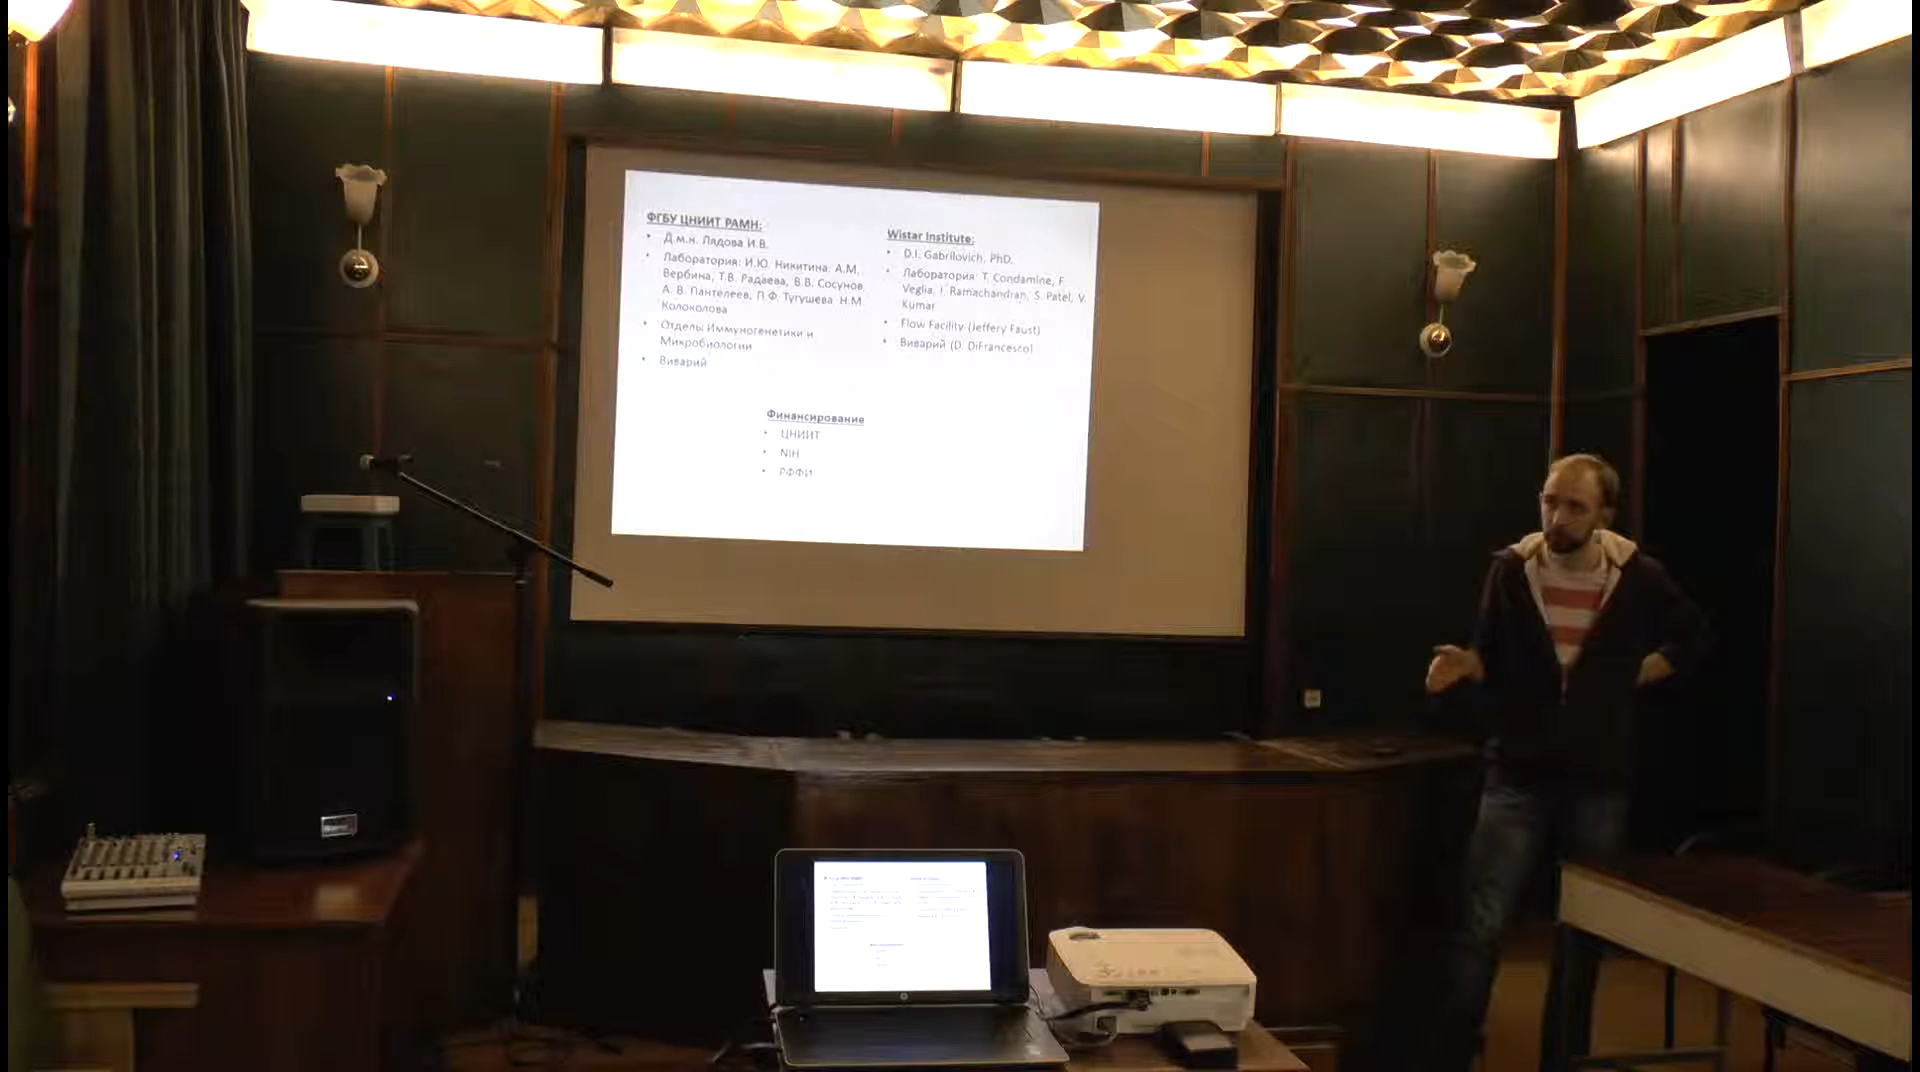 ФГБУ ЦНИИТ РАМН:
• Д.м.н. Лядова И.В.
• Лаборатория: И.Ю. Никитина, А.М.
Вербина, Т.В. Радаева, В.В. Сосунов,
А. В. Пантелеев, П.Ф. Тугушева, Н.М.
Колоколова
• Отделы Иммуногенетики и
Микробиологии
• Виварий
Wistar Institute:
• D.I. Gabrilovich, PhD.
• Лаборатория: T. Condamine, F.
Veglia, I. Ramachandran, S. Patel, V.
Kumar
• Flow Facility (Jeffery Faust)
• Виварий (D. DiFrancesco)
Финансирование
• ЦНИИТ
• NIH
• РФФИ